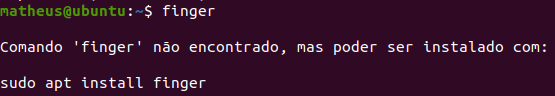 matheus@ubuntu:~$ finger
Comando 'finger' não encontrado, mas poder ser instalado com:
sudo apt install finger